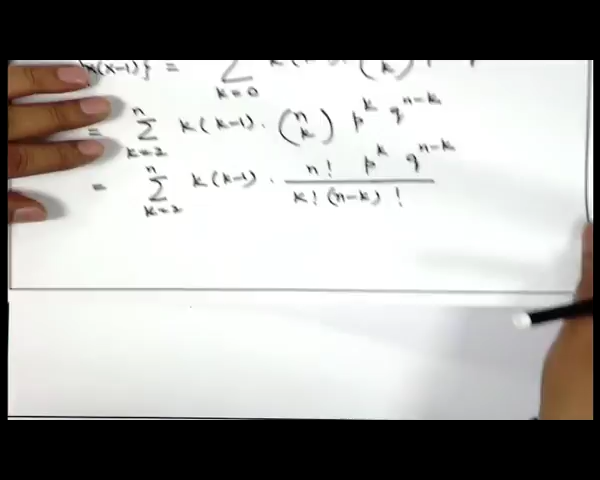 x(x-1)} = ∑ k=0
= ∑_{k=2}^{n} k(k-1) · (n k) p^k q^{n-k}
= ∑_{k=2}^{n} k(k-1) · n! p^k q^{n-k} / k! (n-k)!